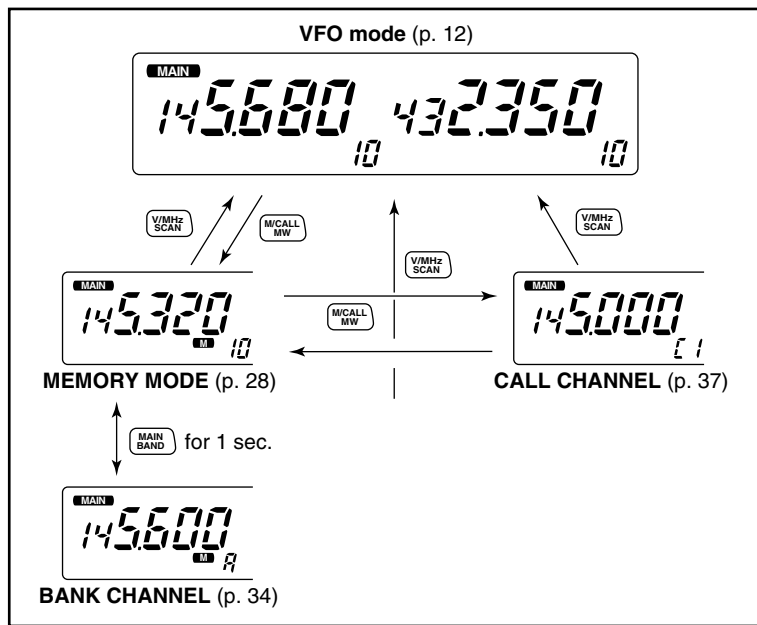 VFO mode (p. 12)
MAIN
145.680 432.350
10 10
V/MHz
SCAN
M/CALL
MW
V/MHz
SCAN
V/MHz
SCAN
MAIN
145.320
M 10
M/CALL
MW
MAIN
145.000
C1
MEMORY MODE (p. 28)
CALL CHANNEL (p. 37)
MAIN
BAND
for 1 sec.
MAIN
145.600
M A
BANK CHANNEL (p. 34)